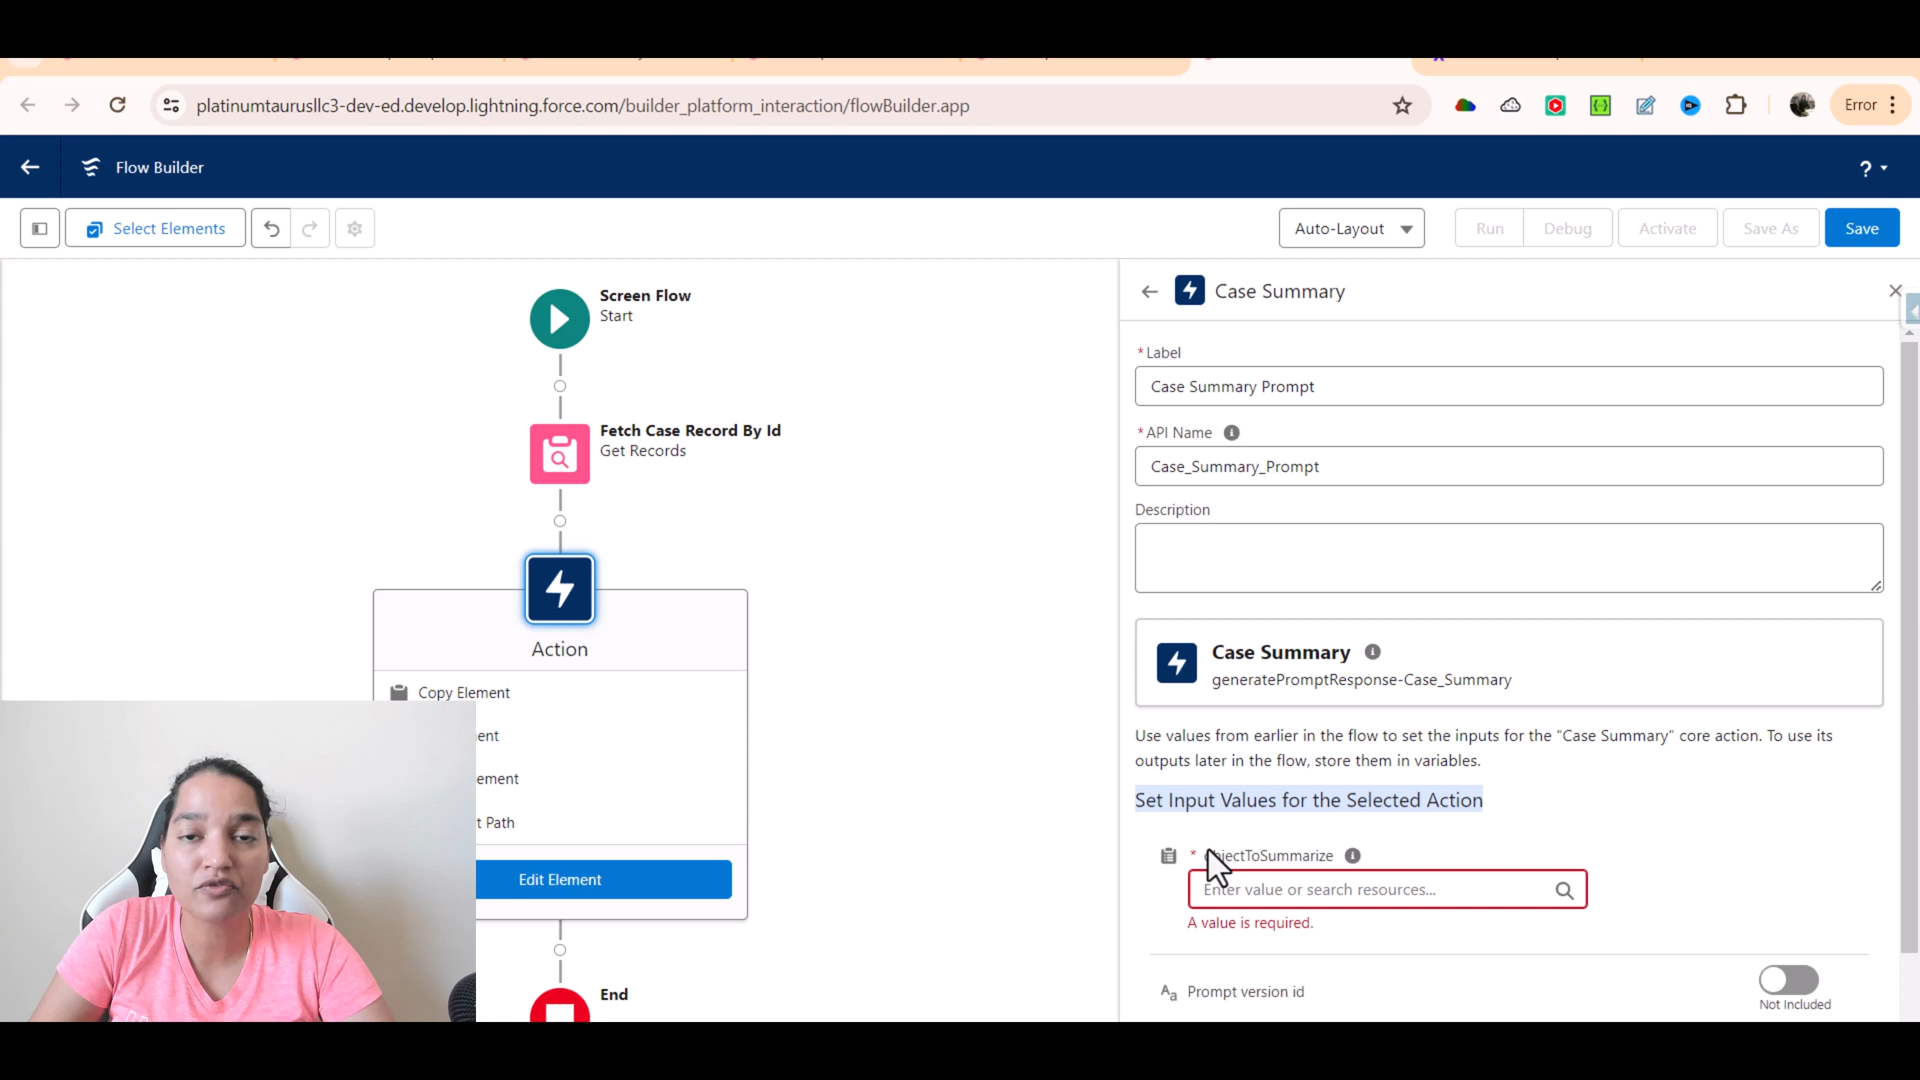 platinumtaurusllc3-dev-ed.develop.lightning.force.com/builder_platform_interaction/flowBuilder.app
Error
Flow Builder
?
Select Elements
Auto-Layout
Run
Debug
Activate
Save As
Save
Screen Flow
Start
Fetch Case Record By Id
Get Records
Action
Copy Element
ent
ement
t Path
Edit Element
End
Case Summary
* Label
Case Summary Prompt
* API Name
Case_Summary_Prompt
Description
Case Summary
generatePromptResponse-Case_Summary
Use values from earlier in the flow to set the inputs for the "Case Summary" core action. To use its
outputs later in the flow, store them in variables.
Set Input Values for the Selected Action
* objectToSummarize
Enter value or search resources...
A value is required.
Aa Prompt version id
Not Included